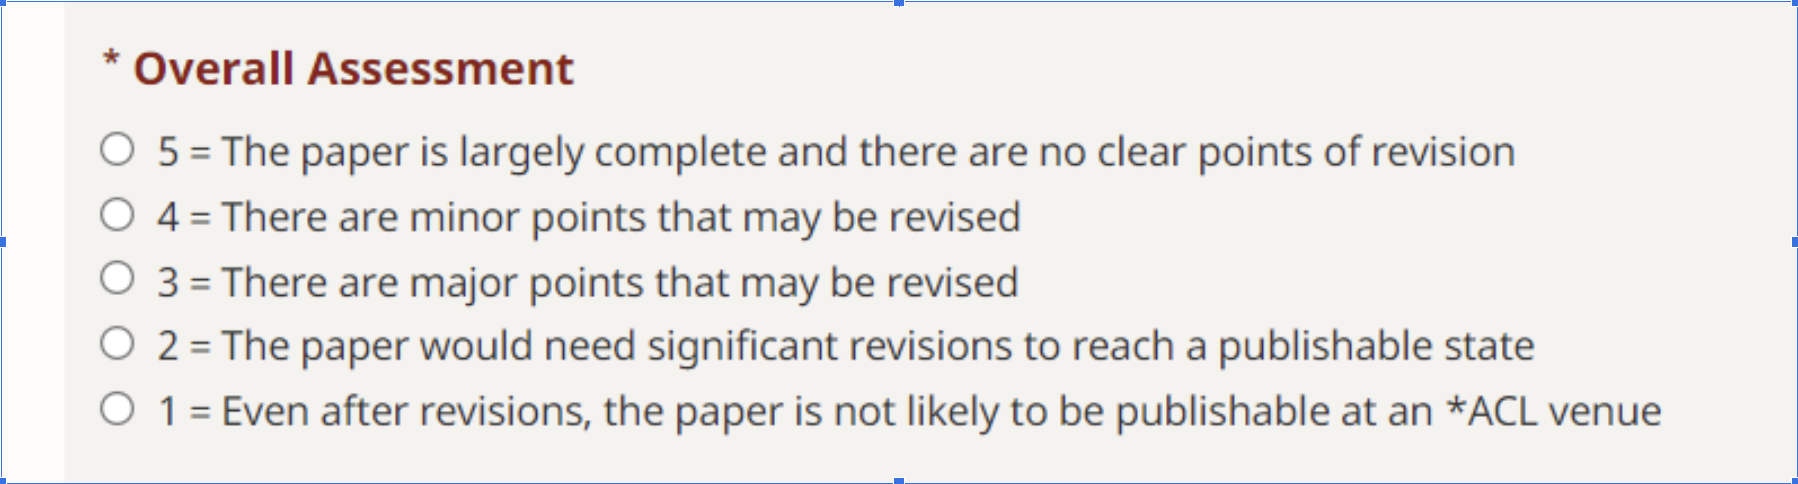 * Overall Assessment
5 = The paper is largely complete and there are no clear points of revision
4 = There are minor points that may be revised
3 = There are major points that may be revised
2 = The paper would need significant revisions to reach a publishable state
1 = Even after revisions, the paper is not likely to be publishable at an *ACL venue